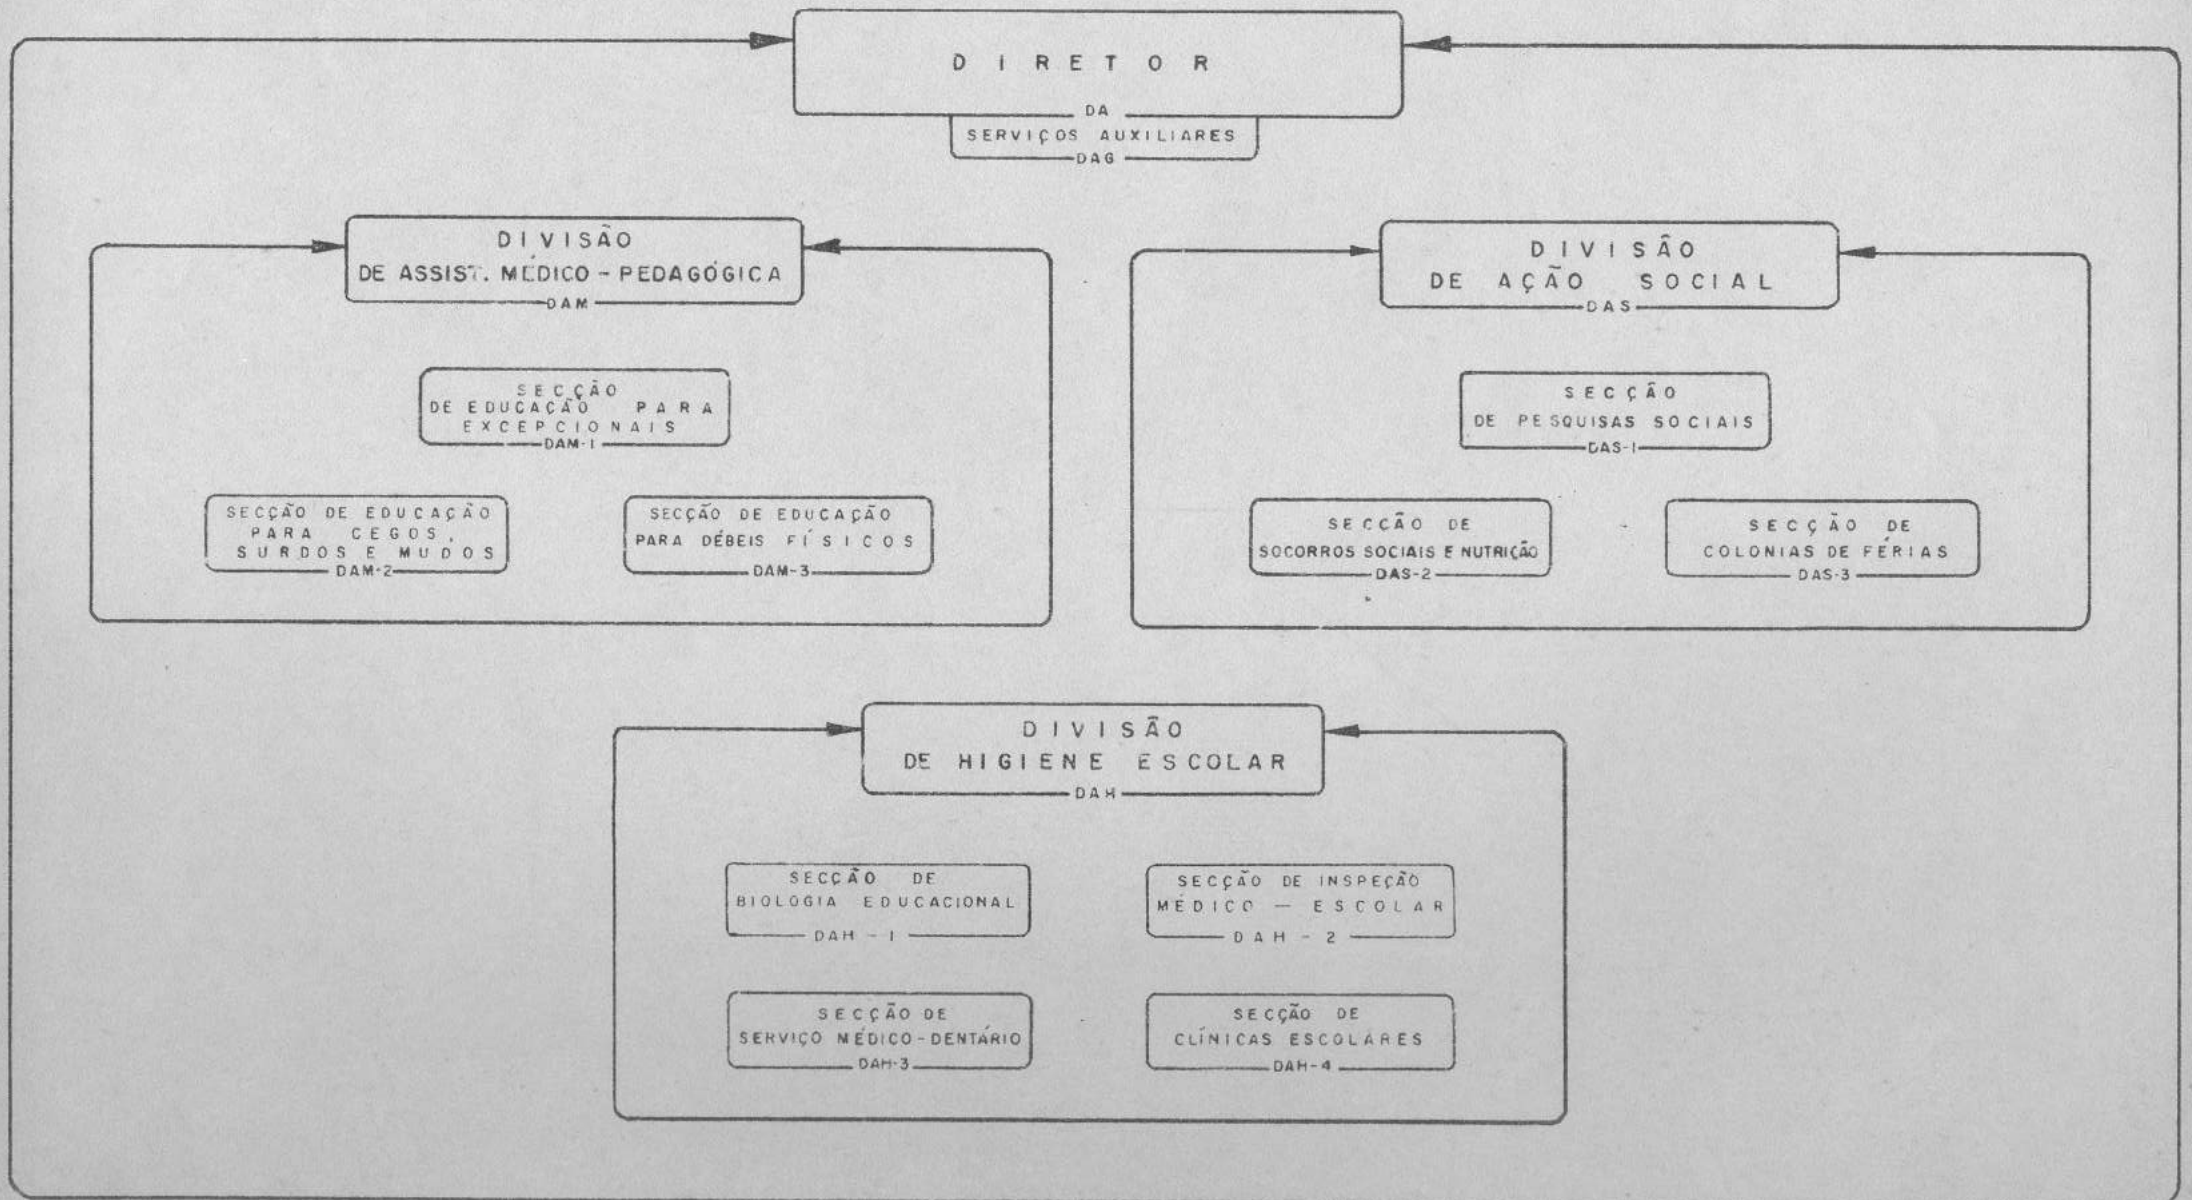 DIRETOR
DA
SERVIÇOS AUXILIARES
DAG
DIVISÃO
DE ASSIST. MÉDICO - PEDAGÓGICA
DAM
SECÇÃO
DE EDUCAÇÃO PARA
EXCEPCIONAIS
DAM-1
SECÇÃO DE EDUCAÇÃO
PARA CEGOS,
SURDOS E MUDOS
DAM-2
SECÇÃO DE EDUCAÇÃO
PARA DÉBEIS FÍSICOS
DAM-3
DIVISÃO
DE AÇÃO SOCIAL
DAS
SECÇÃO
DE PESQUISAS SOCIAIS
DAS-1
SECCÃO DE
SOCORROS SOCIAIS E NUTRIÇÃO
DAS-2
SECÇÃO DE
COLONIAS DE FÉRIAS
DAS-3
DIVISÃO
DE HIGIENE ESCOLAR
DAH
SECÇÃO DE
BIOLOGIA EDUCACIONAL
DAH - 1
SECÇÃO DE INSPEÇÃO
MÉDICO — ESCOLAR
DAH - 2
SECÇÃO DE
SERVIÇO MÉDICO-DENTÁRIO
DAH-3
SECÇÃO DE
CLÍNICAS ESCOLARES
DAH-4